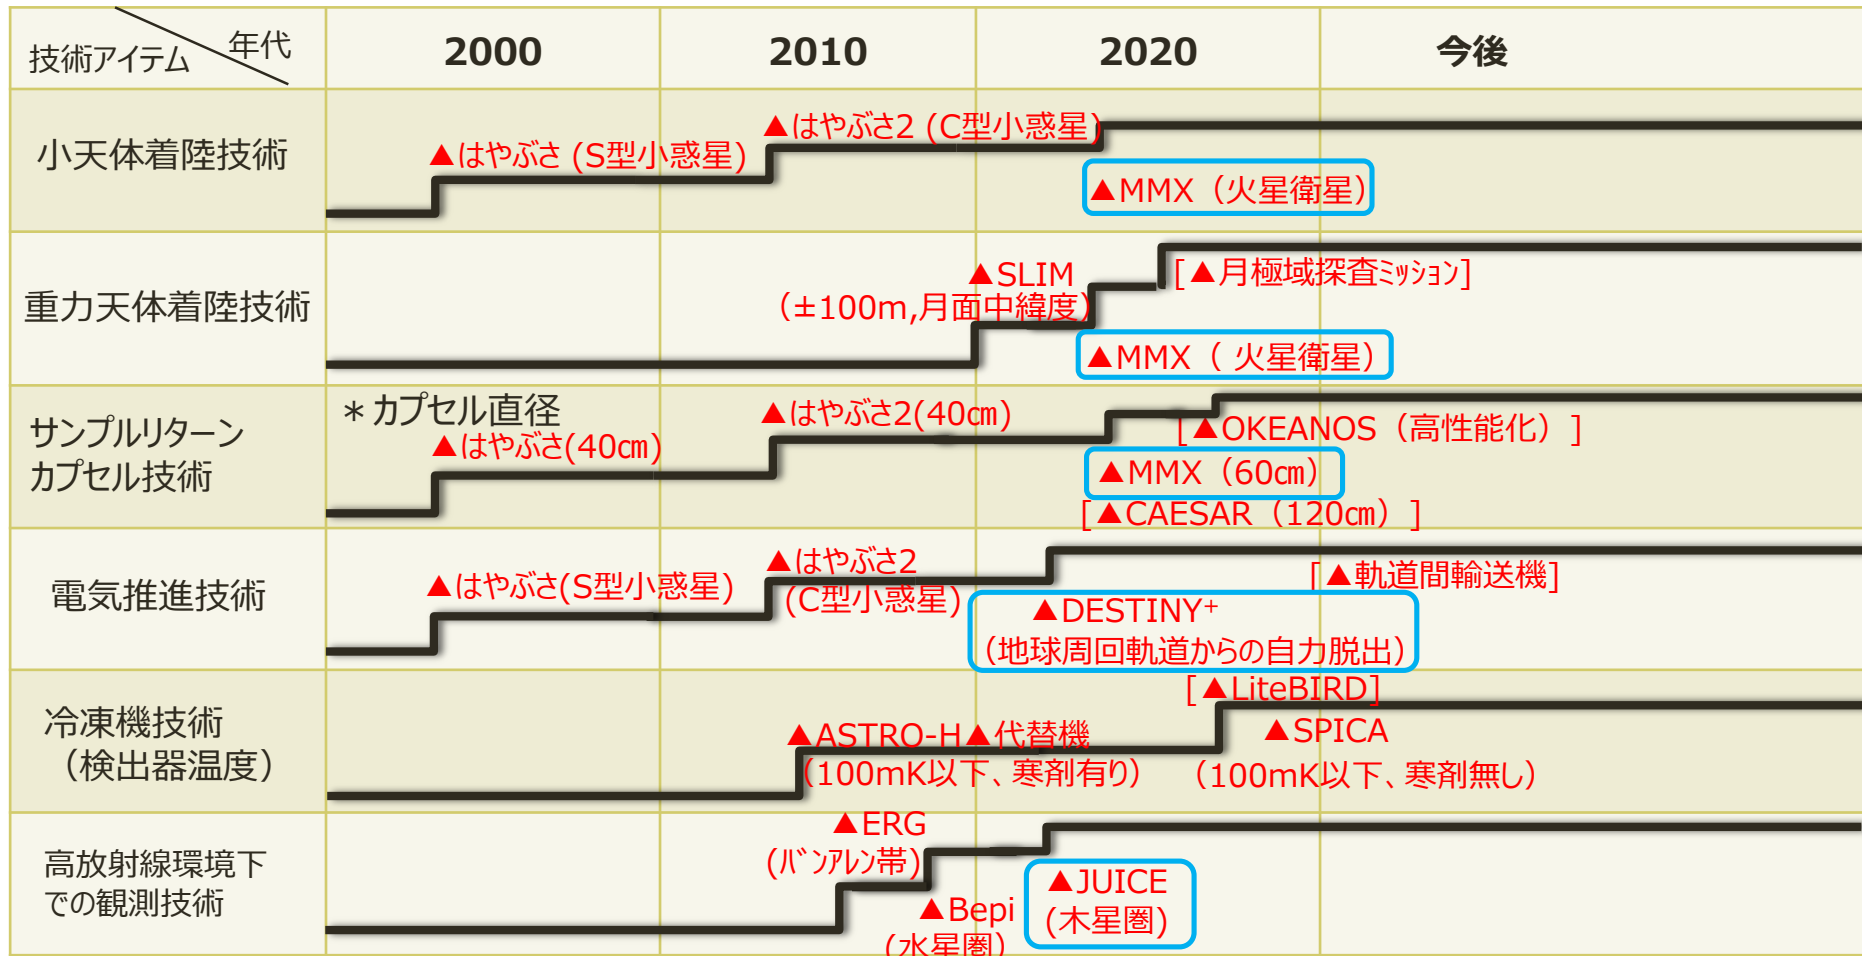 技術アイテム 年代 2000 2010 2020 今後
小天体着陸技術
▲はやぶさ (S型小惑星)
▲はやぶさ2 (C型小惑星)
▲MMX（火星衛星）
重力天体着陸技術
▲SLIM
（±100m,月面中緯度）
[▲月極域探査ミッション]
▲MMX（ 火星衛星）
サンプルリターン
カプセル技術
＊カプセル直径
▲はやぶさ(40㎝)
▲はやぶさ2(40㎝)
[▲OKEANOS（高性能化）]
▲MMX（60㎝）
[▲CAESAR（120㎝）]
電気推進技術
▲はやぶさ(S型小惑星)
▲はやぶさ2
(C型小惑星)
[▲軌道間輸送機]
▲DESTINY⁺
（地球周回軌道からの自力脱出）
冷凍機技術
（検出器温度）
▲ASTRO-H▲代替機
（100mK以下、寒剤有り）
[▲LiteBIRD]
▲SPICA
（100mK以下、寒剤無し）
高放射線環境下
での観測技術
▲ERG
(バンアレン帯)
▲Bepi
(水星圏)
▲JUICE
(木星圏)